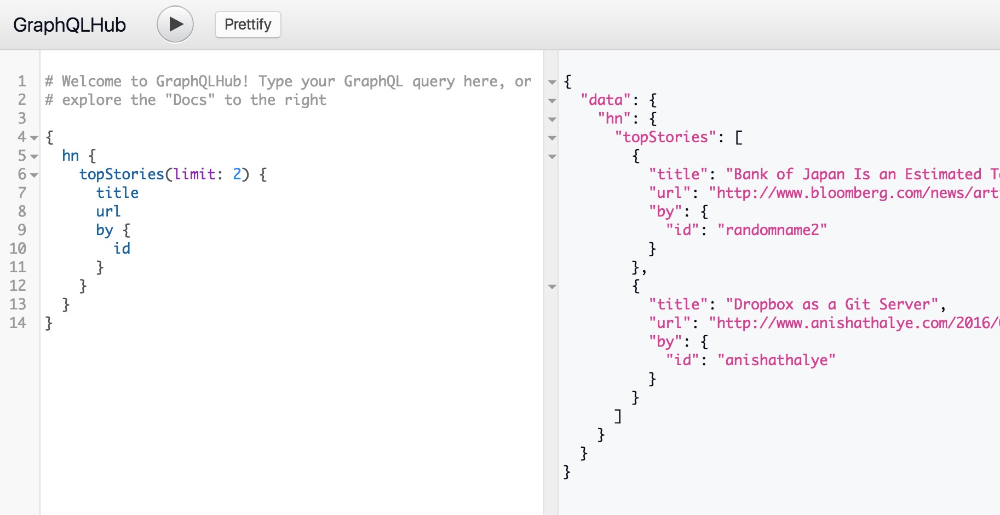 GraphQLHub
Prettify
1 # Welcome to GraphQLHub! Type your GraphQL query here, or
2 # explore the "Docs" to the right
3
4 {
5 hn {
6 topStories(limit: 2) {
7 title
8 url
9 by {
10 id
11 }
12 }
13 }
14 }
{
"data": {
"hn": {
"topStories": [
{
"title": "Bank of Japan Is an Estimated
"url": "http://www.bloomberg.com/news/art
"by": {
"id": "randomname2"
}
},
{
"title": "Dropbox as a Git Server",
"url": "http://www.anishathalye.com/2016/
"by": {
"id": "anishathalye"
}
}
]
}
}
}